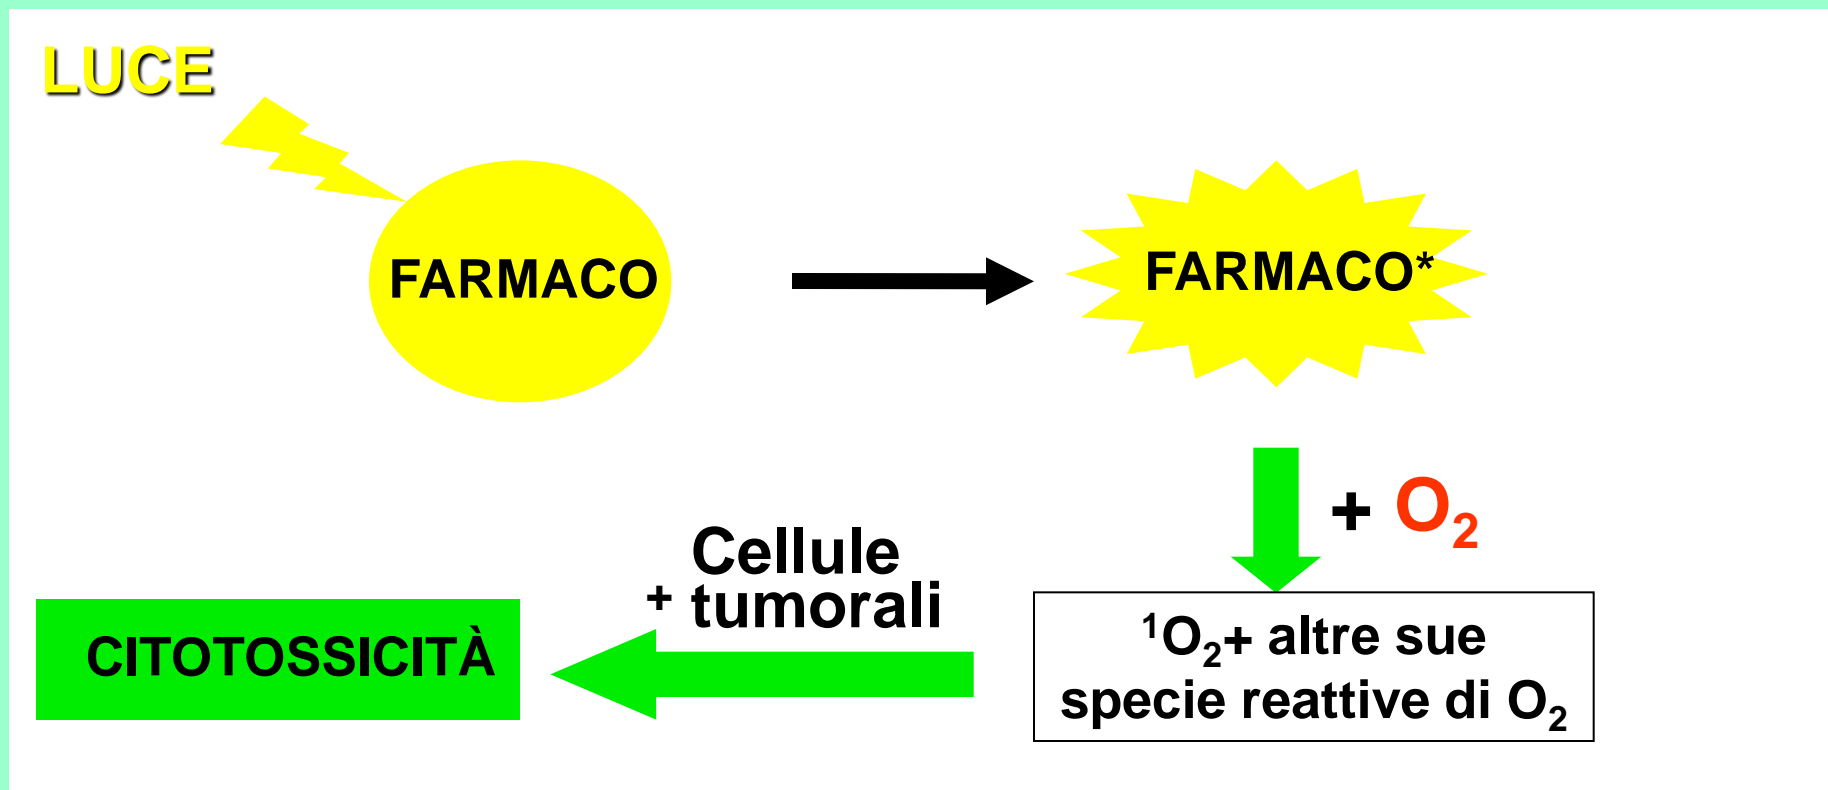 LUCE
FARMACO
FARMACO*
+ O₂
¹O₂+ altre sue
specie reattive di O₂
Cellule
+ tumorali
CITOTOSSICITÀ